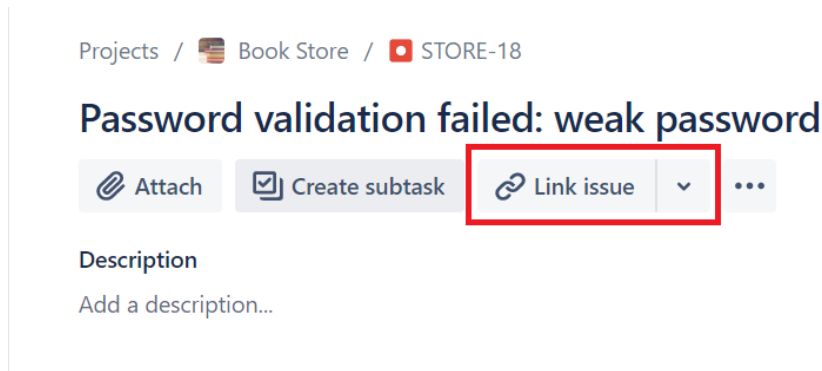 Projects / Book Store / STORE-18
Password validation failed: weak password
Attach Create subtask Link issue
Description
Add a description...